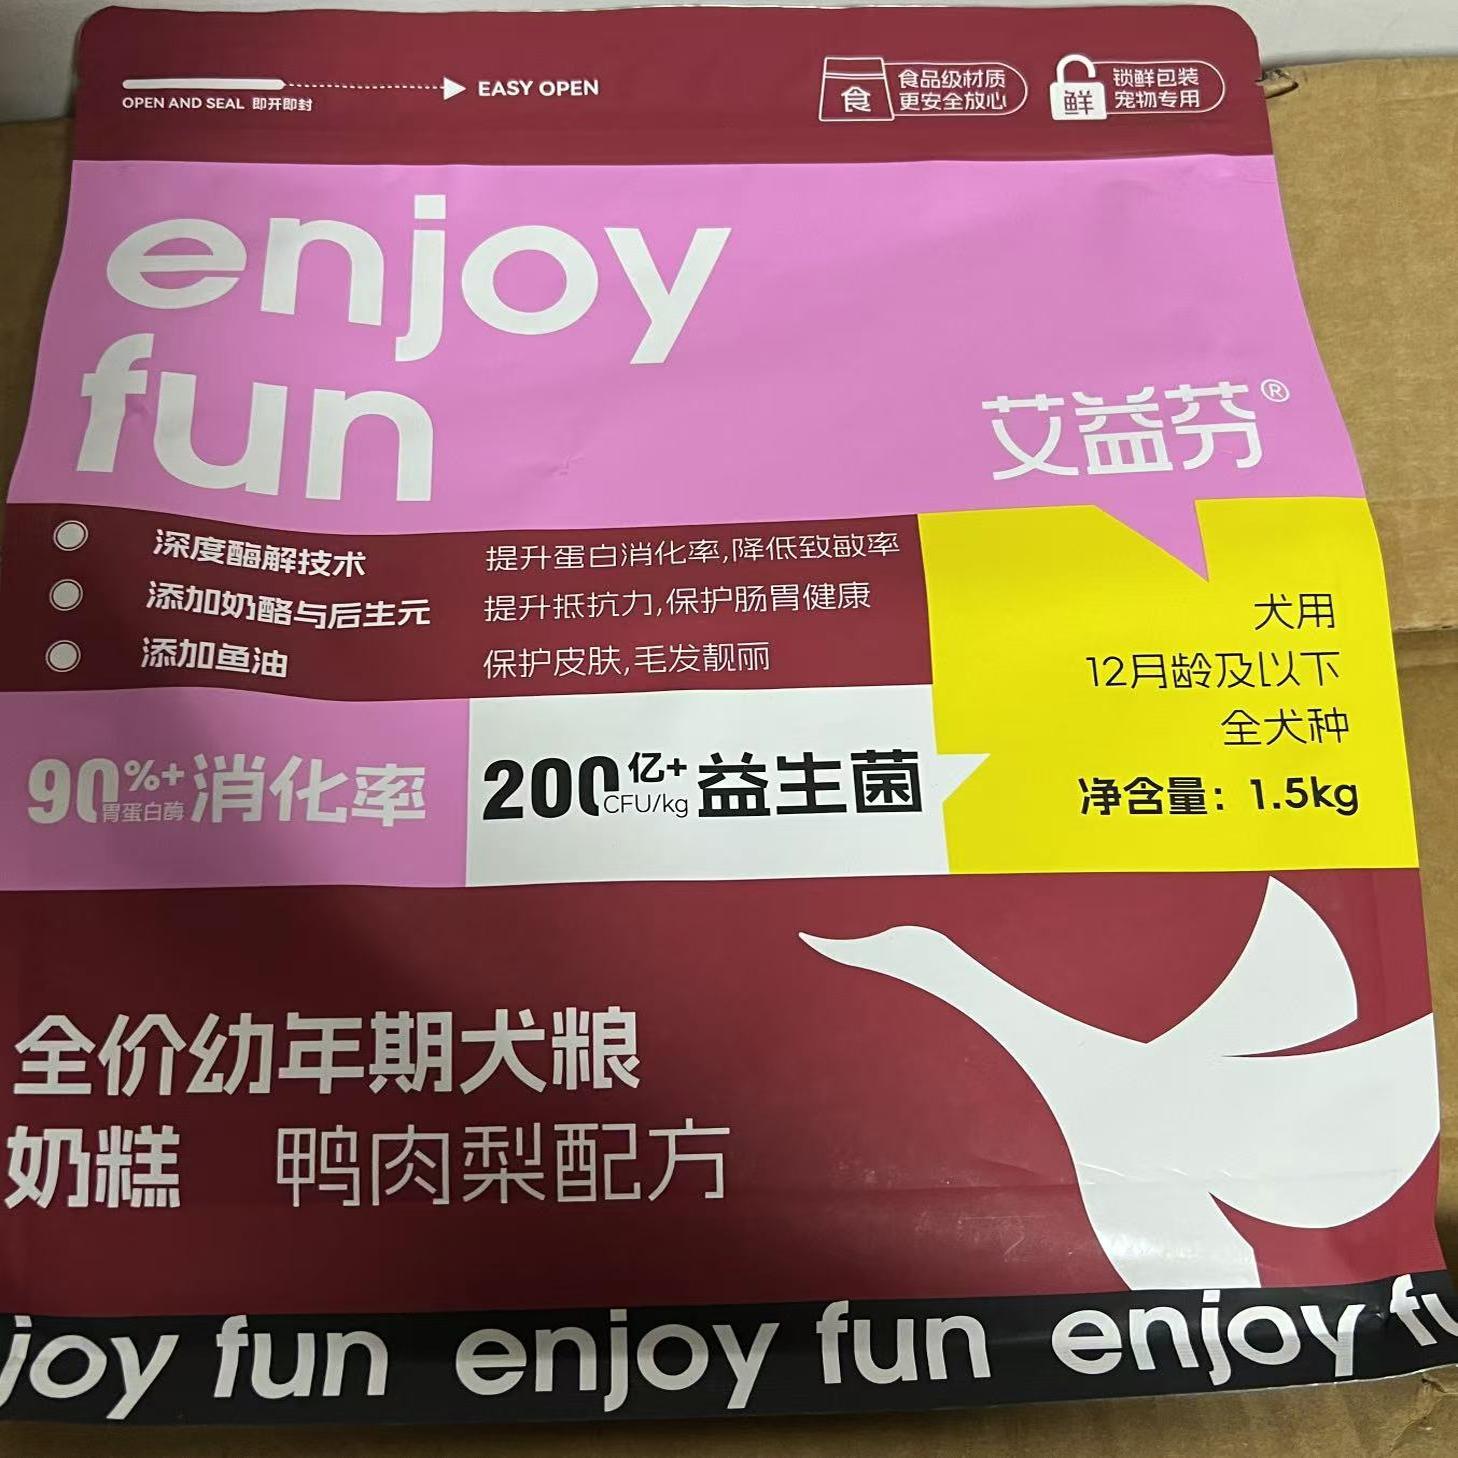 OPEN AND SEAL 即开即封
EASY OPEN
食
食品级材质
更安全放心
鲜
锁鲜包装
宠物专用
enjoy
fun
艾益芬®
深度酶解技术 提升蛋白消化率,降低致敏率
添加奶酪与后生元 提升抵抗力,保护肠胃健康
添加鱼油 保护皮肤,毛发靓丽
犬用
12月龄及以下
全犬种
净含量：1.5kg
90%+胃蛋白酶消化率
200亿+CFU/kg益生菌
全价幼年期犬粮
奶糕 鸭肉梨配方
joy fun enjoy fun enjoy fu